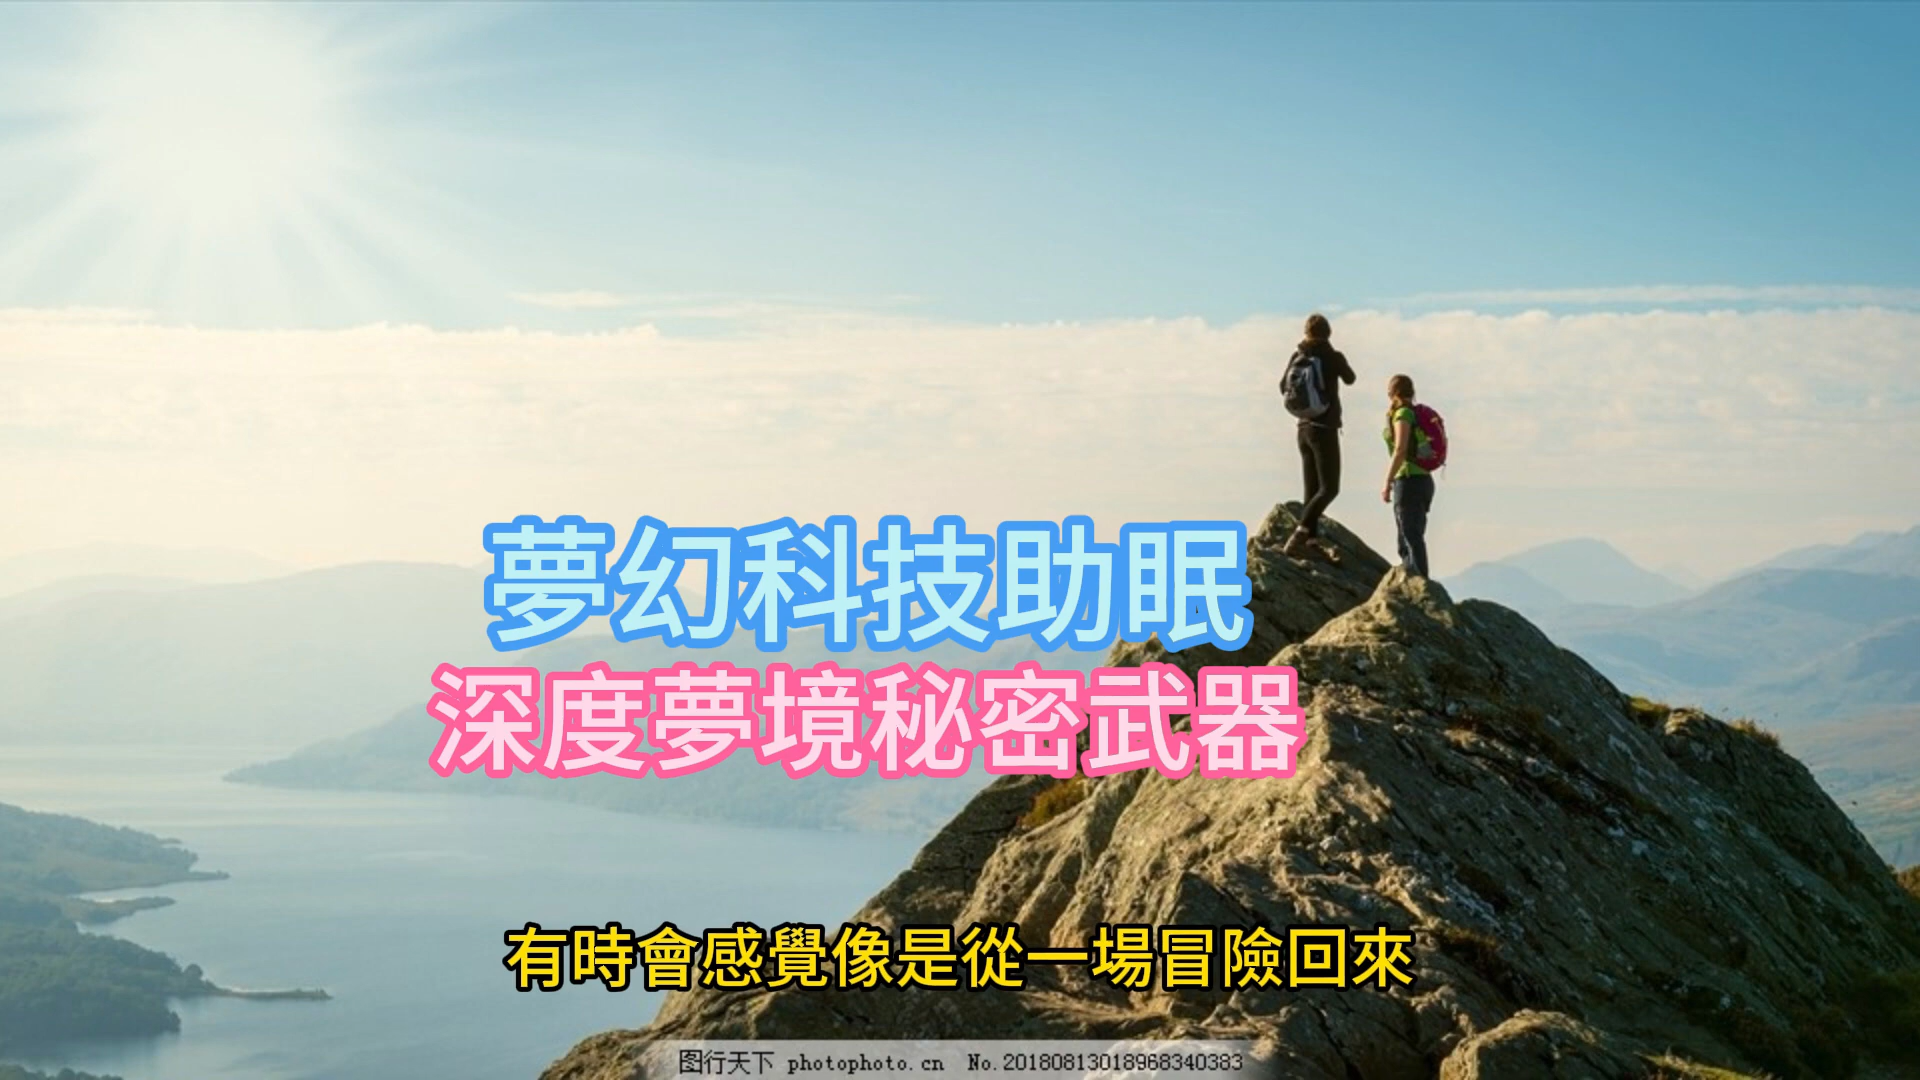 夢幻科技助眠
深度夢境秘密武器
有時會感覺像是從一場冒險回來
图行天下 photophoto.cn No.20180813018968340383